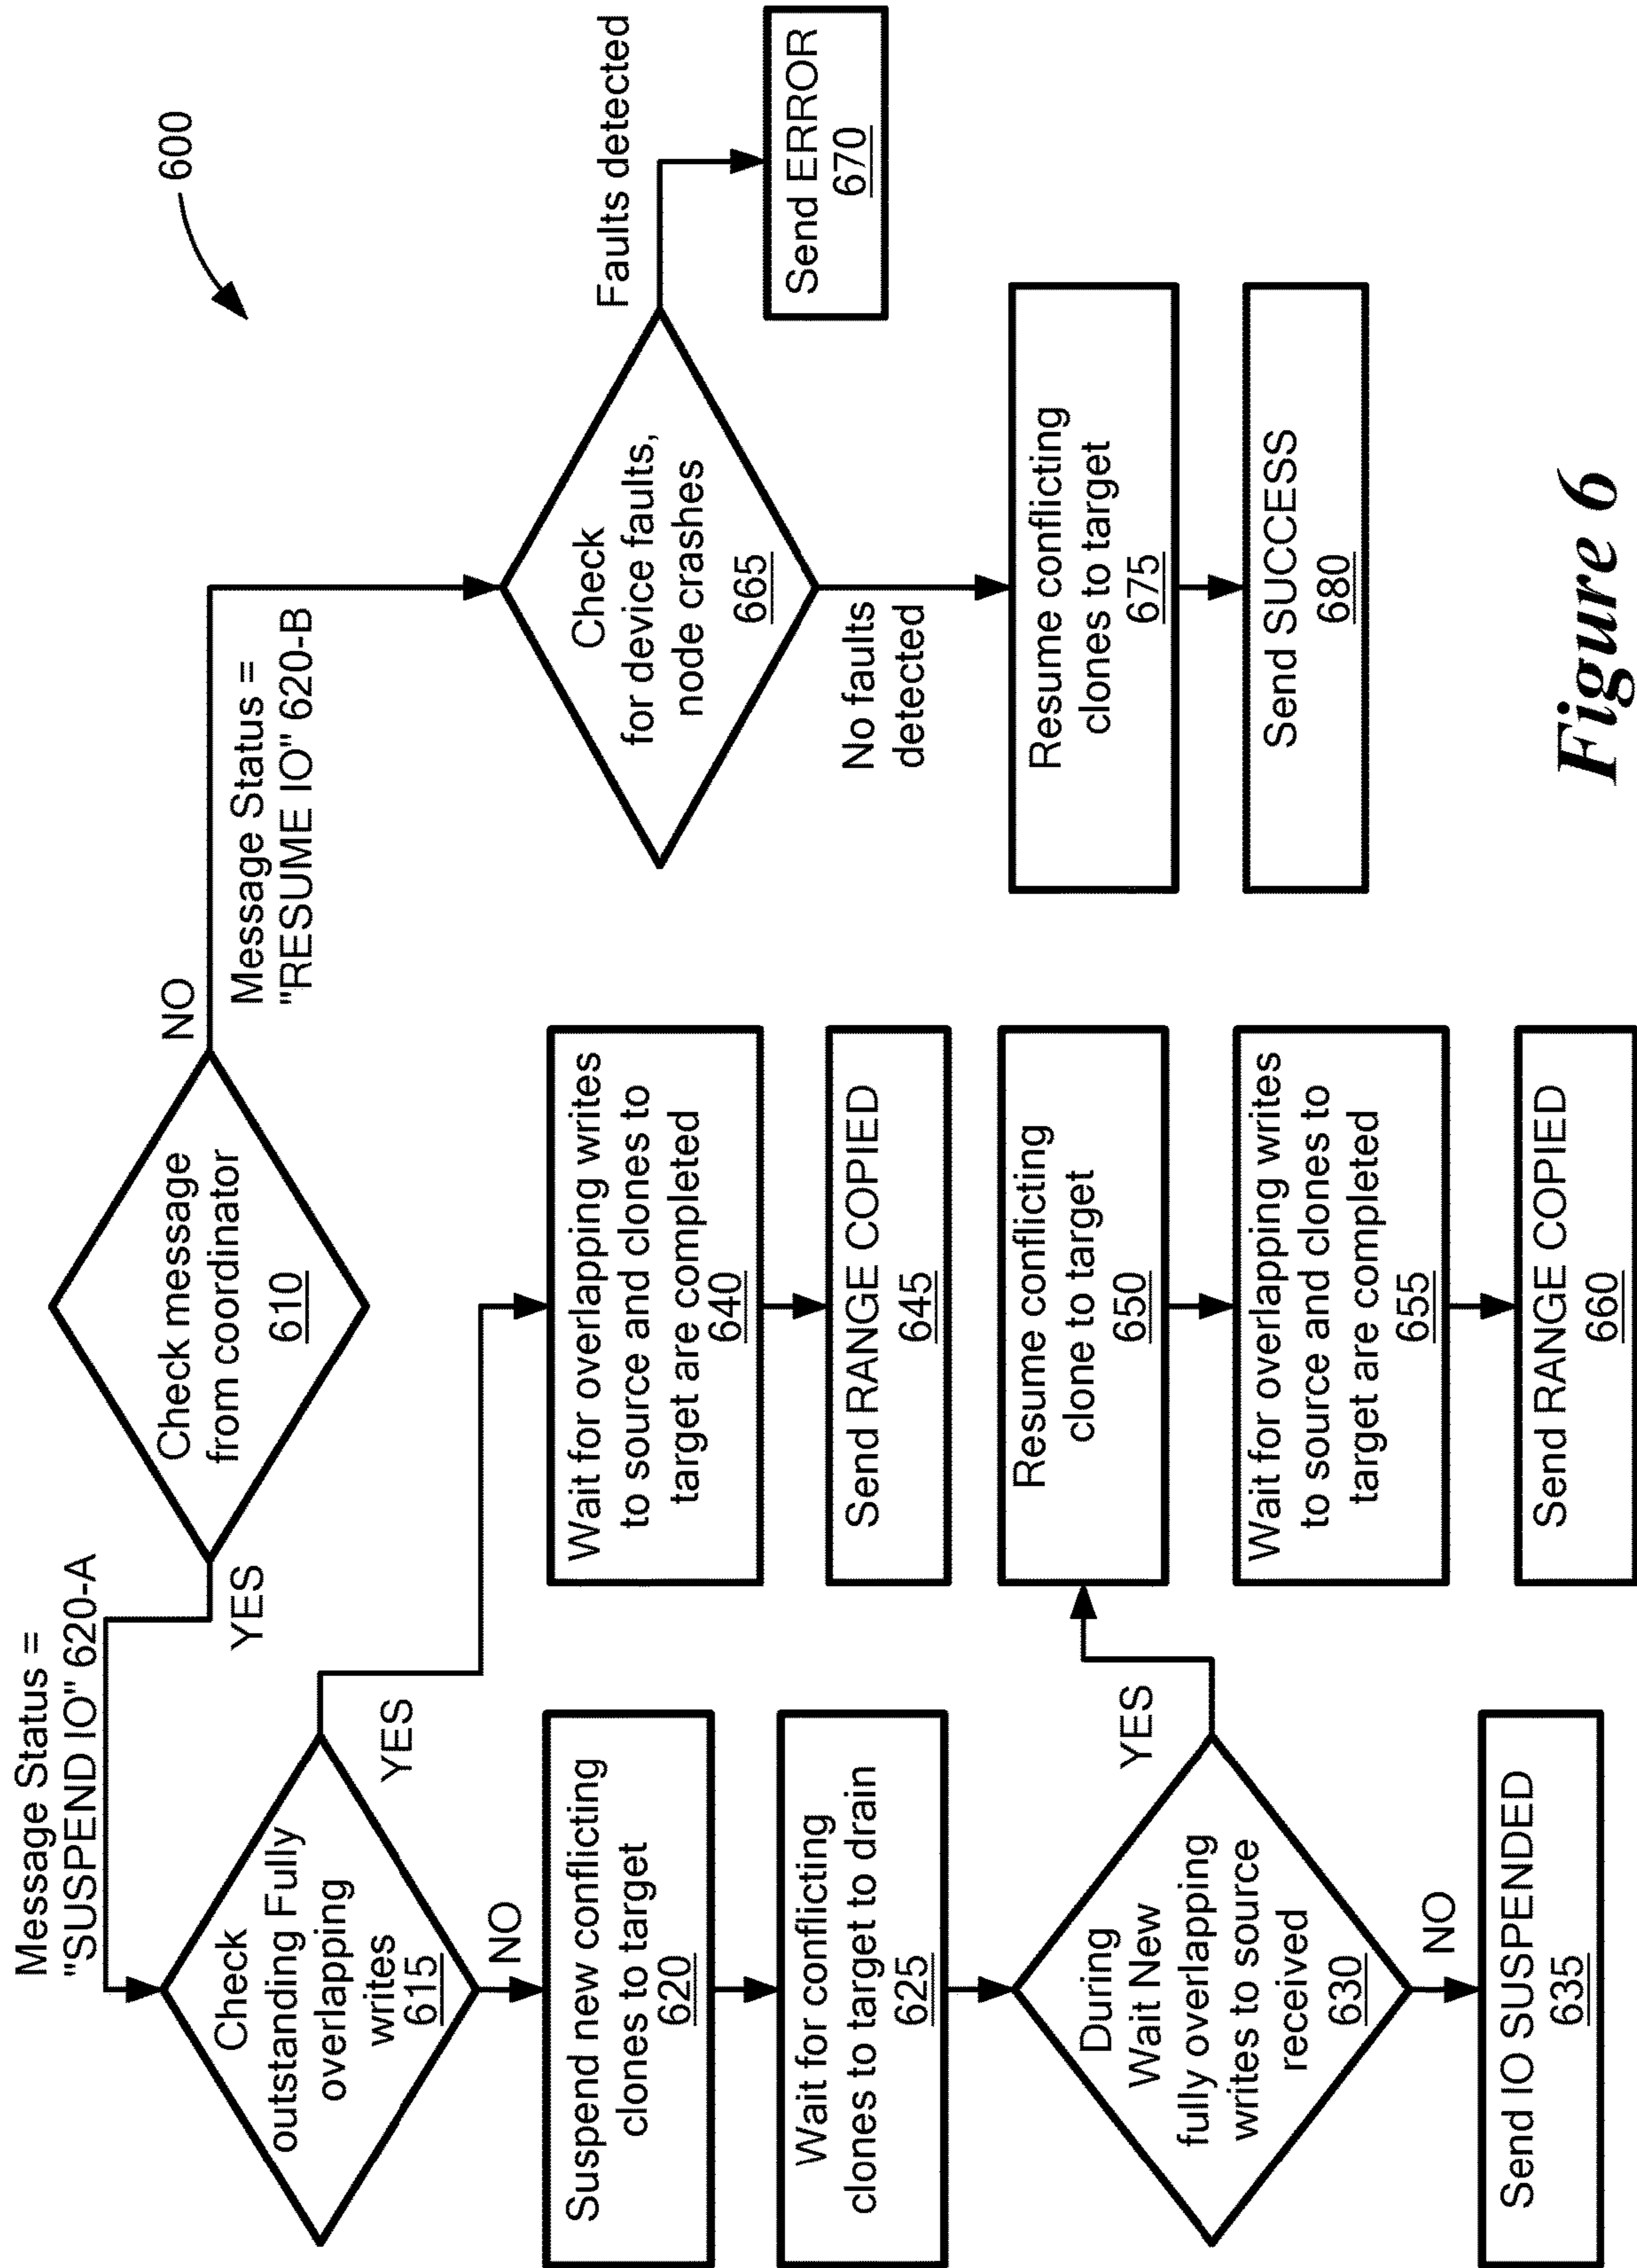 600
Check message
from coordinator
610
YES
Message Status =
"SUSPEND IO" 620-A
NO
Message Status =
"RESUME IO" 620-B
Check
outstanding Fully
overlapping
writes
615
YES
NO
Suspend new conflicting
clones to target
620
Wait for conflicting
clones to target to drain
625
During
Wait New
fully overlapping
writes to source
received
630
YES
NO
Send IO SUSPENDED
635
Wait for overlapping writes
to source and clones to
target are completed
640
Send RANGE COPIED
645
Resume conflicting
clone to target
650
Wait for overlapping writes
to source and clones to
target are completed
655
Send RANGE COPIED
660
Check
for device faults,
node crashes
665
Faults detected
Send ERROR
670
No faults
detected
Resume conflicting
clones to target
675
Send SUCCESS
680
Figure 6